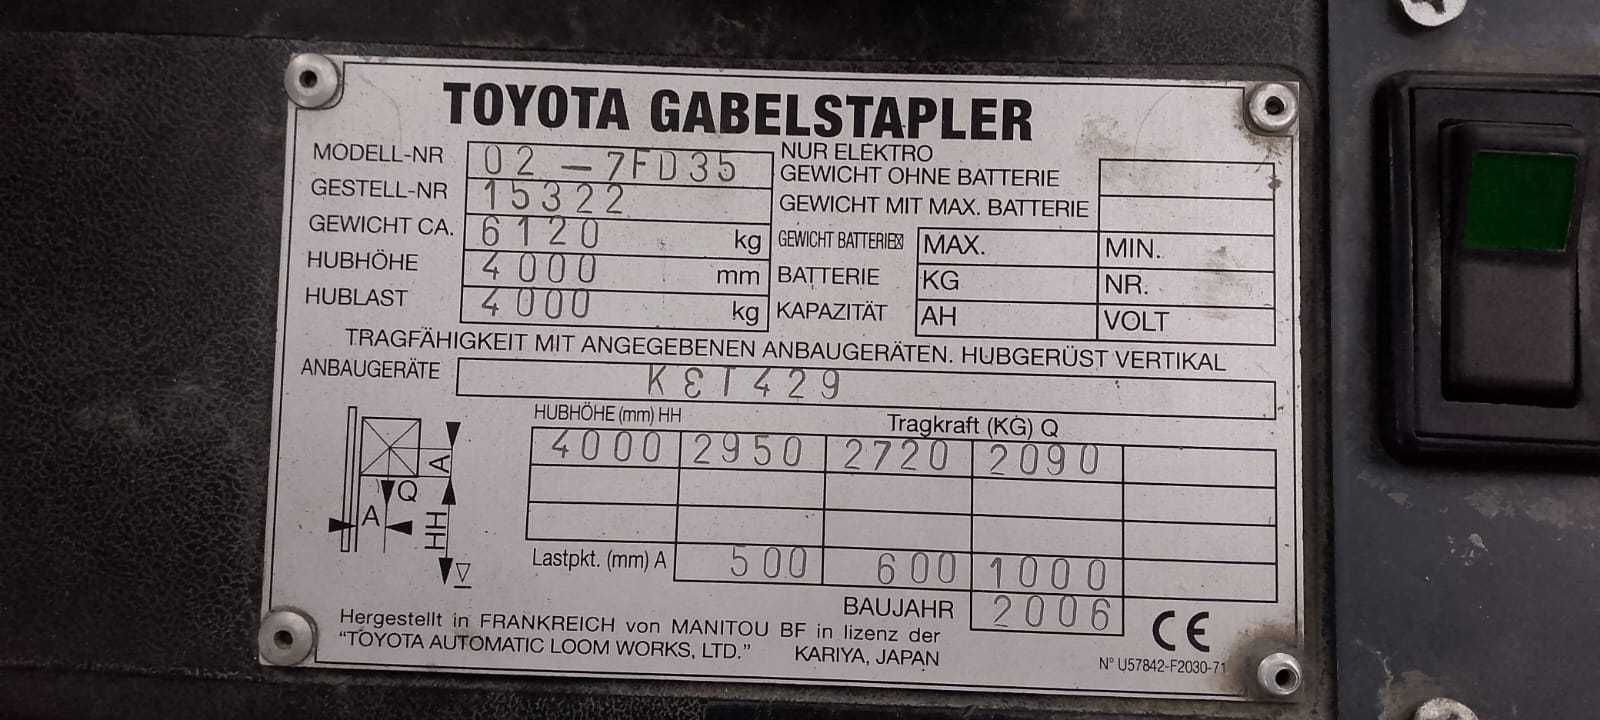 TOYOTA GABELSTAPLER
MODELL-NR 02-7FD35
GESTELL-NR 15322
GEWICHT CA. 6120 kg
HUBHÖHE 4000 mm
HUBLAST 4000 kg
NUR ELEKTRO
GEWICHT OHNE BATTERIE
GEWICHT MIT MAX. BATTERIE
GEWICHT BATTERIE MAX. MIN.
BATTERIE KG NR.
KAPAZITÄT AH VOLT
TRAGFÄHIGKEIT MIT ANGEGEBENEN ANBAUGERÄTEN. HUBGERÜST VERTIKAL
ANBAUGERÄTE KET429
HUBHÖHE (mm) HH Tragkraft (KG) Q
4000 2950 2720 2090
A
Q
A
HH
Lastpkt. (mm) A 500 600 1000
BAUJAHR 2006
CE
Hergestellt in FRANKREICH von MANITOU BF in lizenz der
"TOYOTA AUTOMATIC LOOM WORKS, LTD." KARIYA, JAPAN
N° U57842-F2030-71